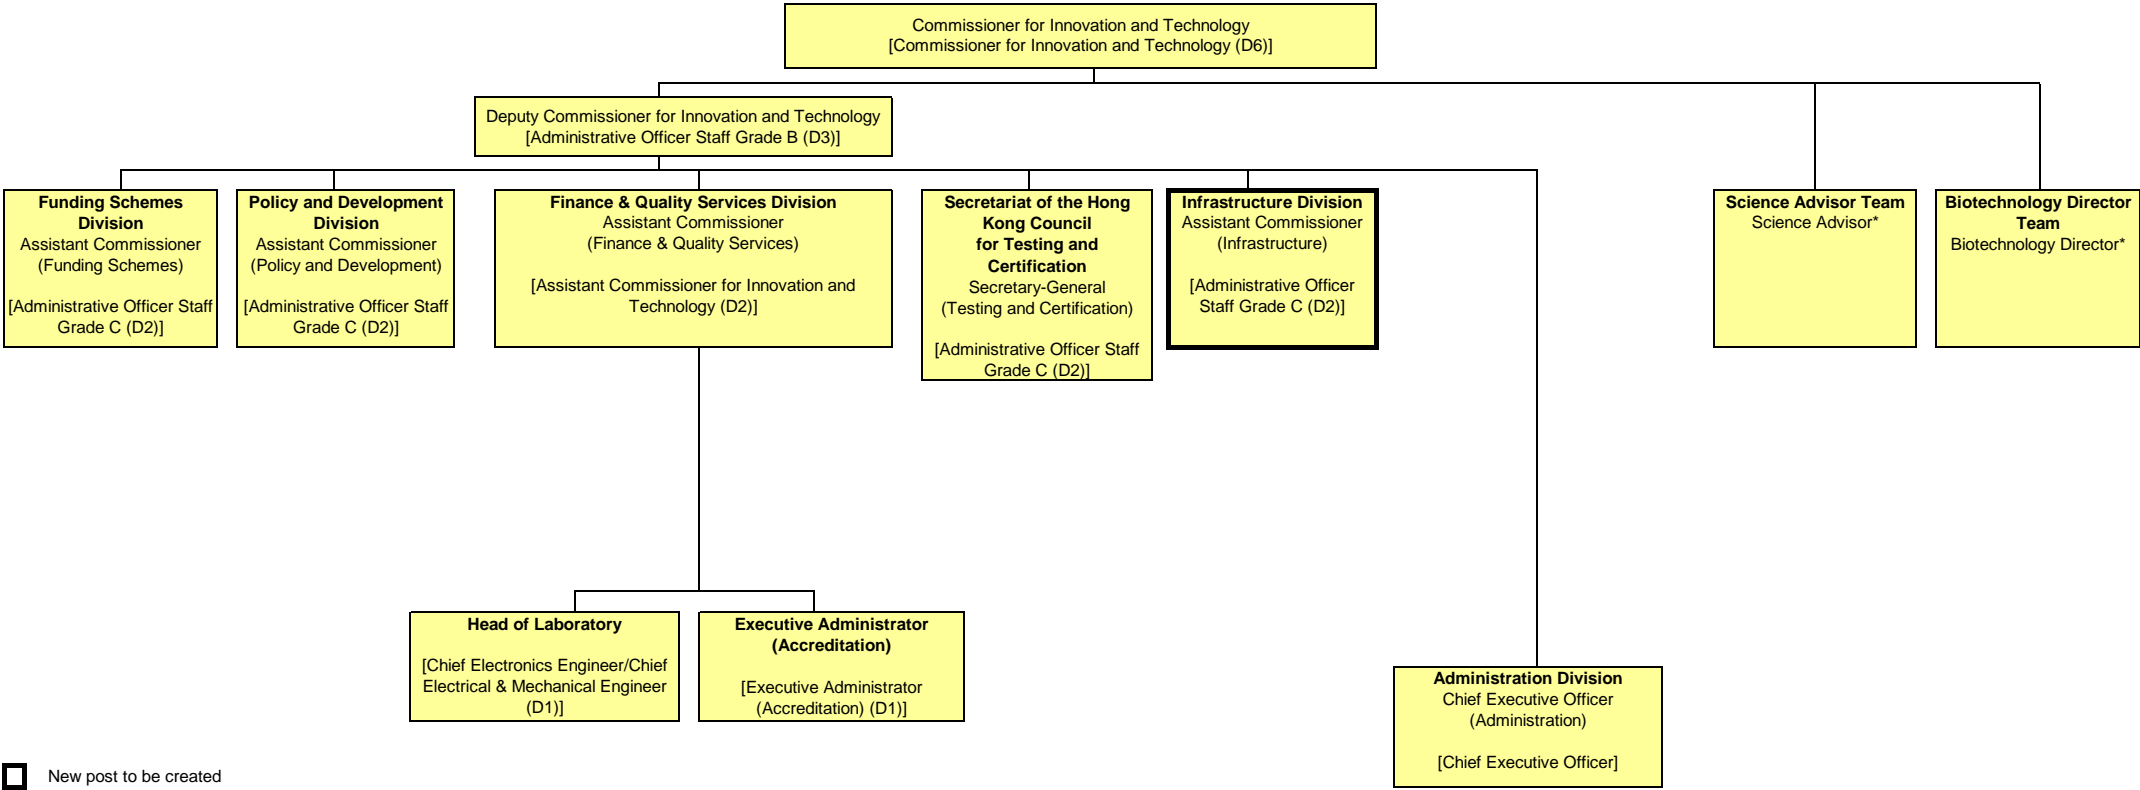 Commissioner for Innovation and Technology
[Commissioner for Innovation and Technology (D6)]
Deputy Commissioner for Innovation and Technology
[Administrative Officer Staff Grade B (D3)]
Funding Schemes
Division
Assistant Commissioner
(Funding Schemes)
[Administrative Officer Staff
Grade C (D2)]
Policy and Development
Division
Assistant Commissioner
(Policy and Development)
[Administrative Officer Staff
Grade C (D2)]
Finance & Quality Services Division
Assistant Commissioner
(Finance & Quality Services)
[Assistant Commissioner for Innovation and
Technology (D2)]
Secretariat of the Hong
Kong Council
for Testing and
Certification
Secretary-General
(Testing and Certification)
[Administrative Officer Staff
Grade C (D2)]
Infrastructure Division
Assistant Commissioner
(Infrastructure)
[Administrative Officer
Staff Grade C (D2)]
Science Advisor Team
Science Advisor*
Biotechnology Director
Team
Biotechnology Director*
Head of Laboratory
[Chief Electronics Engineer/Chief
Electrical & Mechanical Engineer
(D1)]
Executive Administrator
(Accreditation)
[Executive Administrator
(Accreditation) (D1)]
Administration Division
Chief Executive Officer
(Administration)
[Chief Executive Officer]
New post to be created